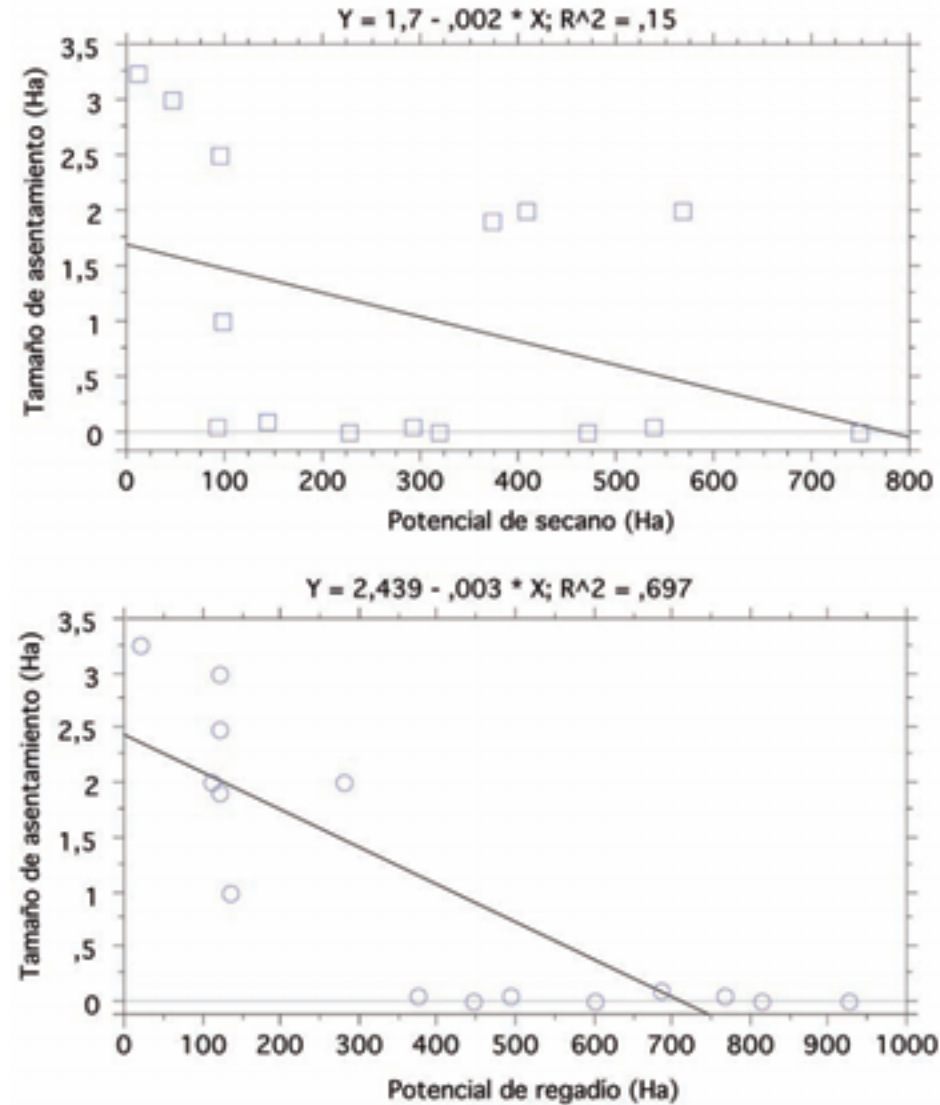 Y = 1,7 - ,002 * X; R^2 = ,15
Tamaño de asentamiento (Ha)
3,5
3
2,5
2
1,5
1
,5
0
0 100 200 300 400 500 600 700 800
Potencial de secano (Ha)
Y = 2,439 - ,003 * X; R^2 = ,697
Tamaño de asentamiento (Ha)
3,5
3
2,5
2
1,5
1
,5
0
0 100 200 300 400 500 600 700 800 900 1000
Potencial de regadío (Ha)